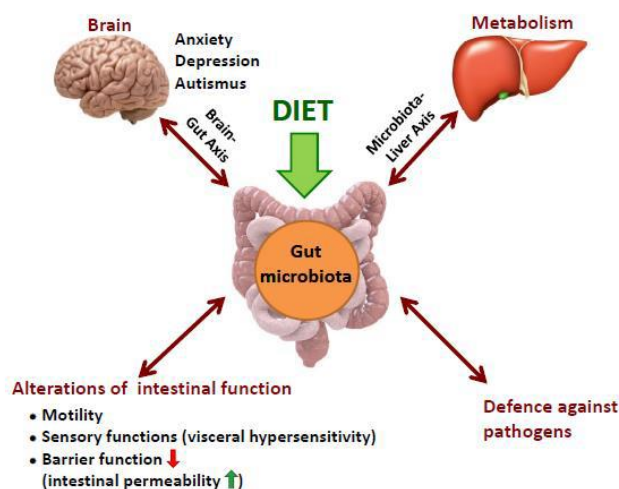 Brain
Anxiety
Depression
Autismus
Metabolism
DIET
Brain-
Gut Axis
Microbiota-
Liver Axis
Gut
microbiota
Alterations of intestinal function
• Motility
• Sensory functions (visceral hypersensitivity)
• Barrier function ↓
(intestinal permeability ↑)
Defence against
pathogens